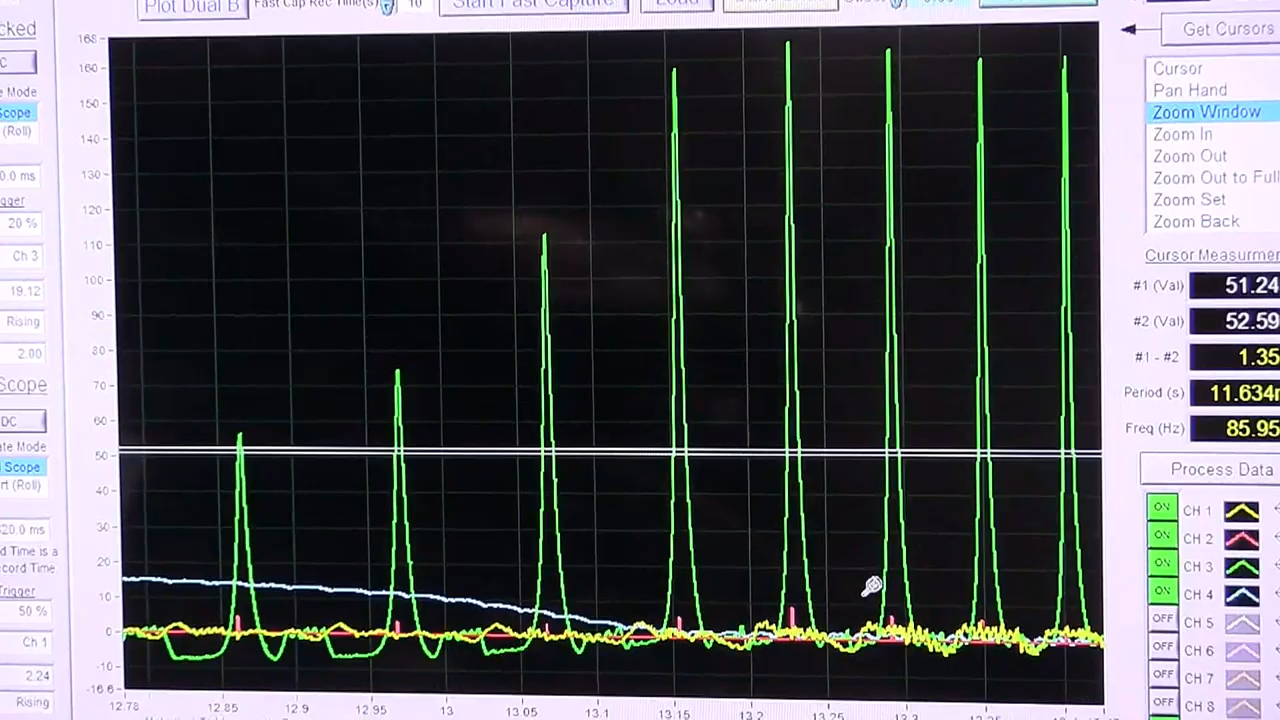 Plot Dual B
Fast Cap Rec Time(s)
10
Start Fast Capture
Load
cked
C
e Mode
Scope
(Roll)
0.0 ms
gger
20 %
Ch 3
19.12
Rising
2.00
Scope
DC
ate Mode
Scope
rt (Roll)
520.0 ms
d Time is a
ecord Time
Trigger
50 %
Ch 1
2.24
Rising
168
160
150
140
130
120
110
100
90
80
70
60
50
40
30
20
10
0
-10
-16.6
12.78
12.85
12.9
12.95
13
13.05
13.1
13.15
13.2
13.25
13.3
Get Cursors
Cursor
Pan Hand
Zoom Window
Zoom In
Zoom Out
Zoom Out to Full
Zoom Set
Zoom Back
Cursor Measurmen
#1 (Val) 51.24
#2 (Val) 52.59
#1 - #2 1.35
Period (s) 11.634m
Freq (Hz) 85.95
Process Data
ON CH 1
ON CH 2
ON CH 3
ON CH 4
OFF CH 5
OFF CH 6
OFF CH 7
OFF CH 8